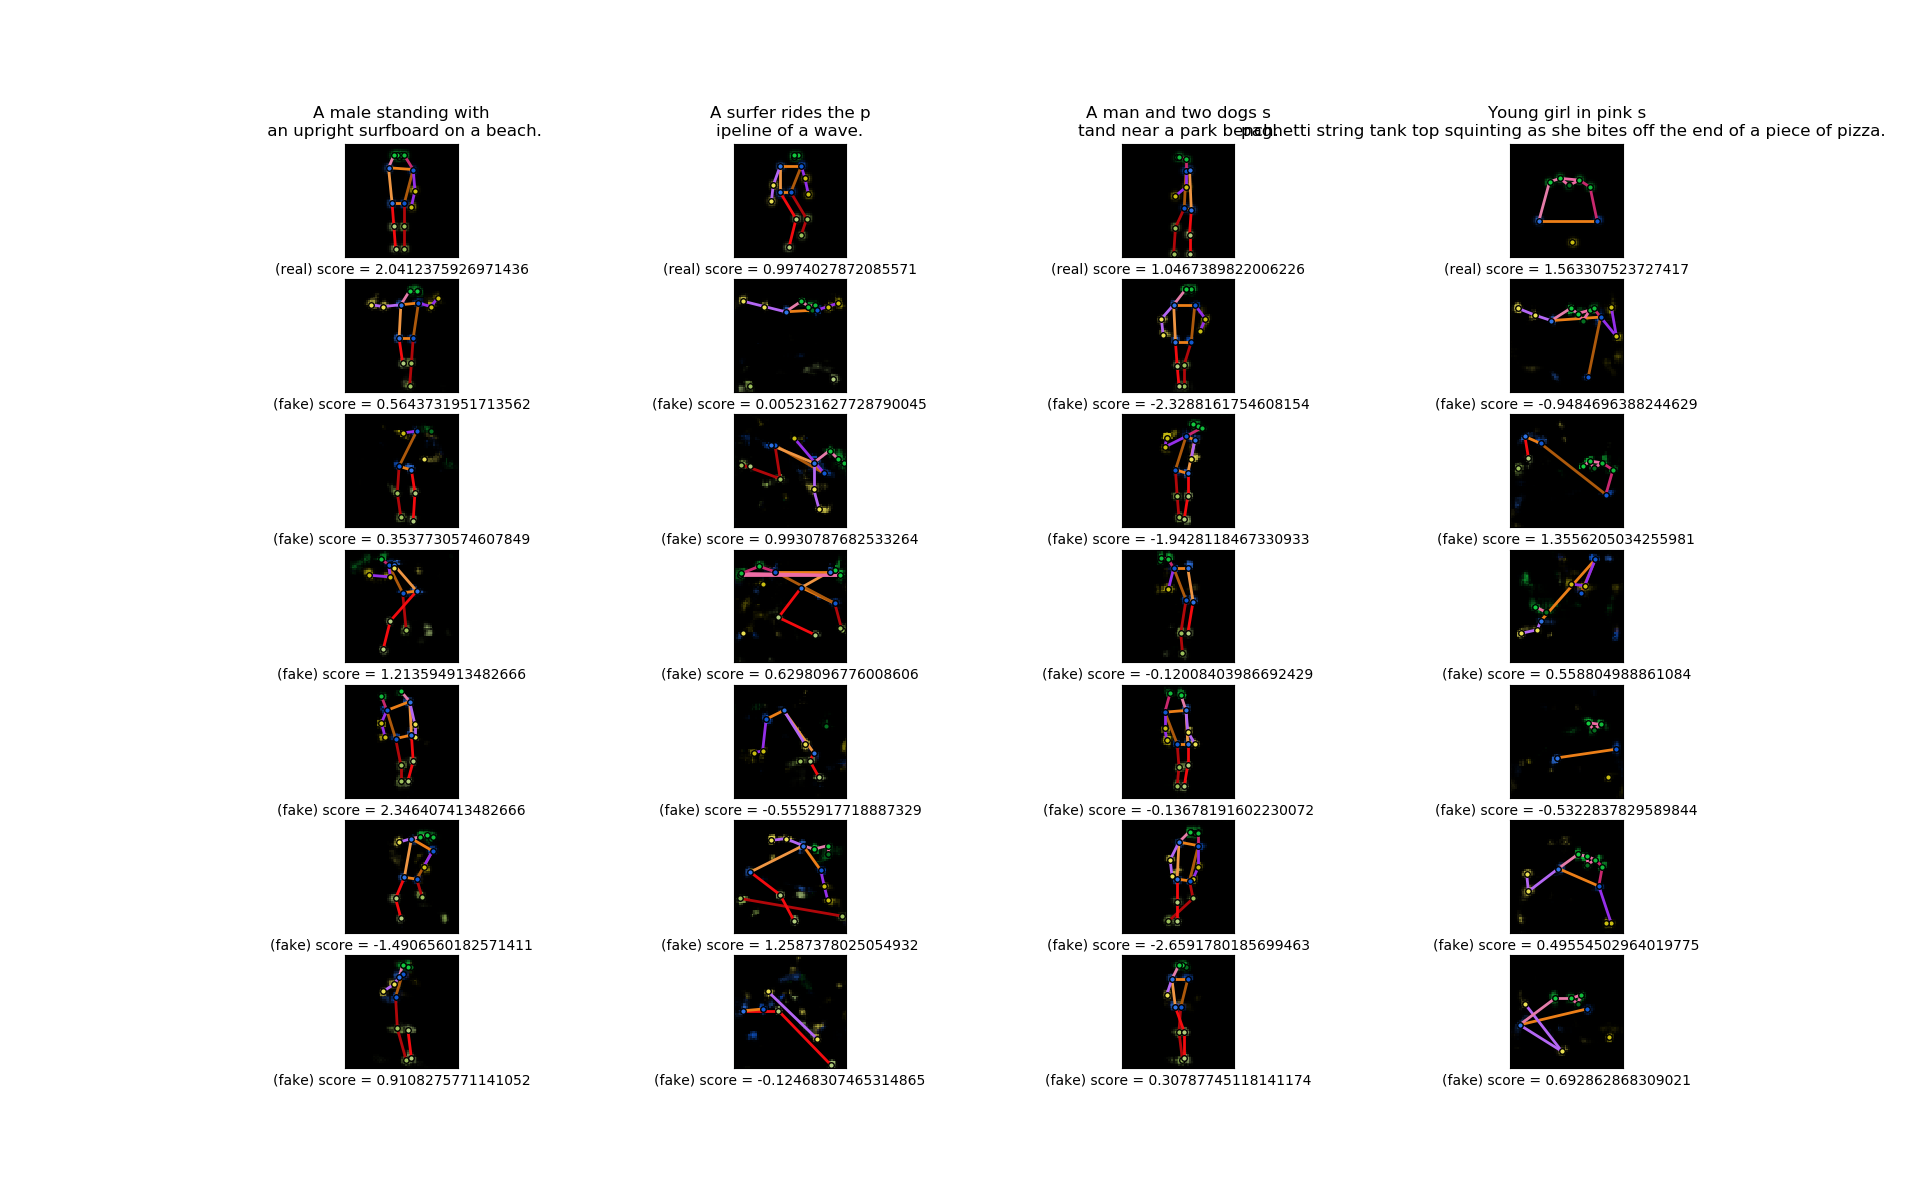 A male standing with
an upright surfboard on a beach.
A surfer rides the p
ipeline of a wave.
A man and two dogs s
tand near a park bench.
Young girl in pink s
paghetti string tank top squinting as she bites off the end of a piece of pizza.
(real) score = 2.0412375926971436
(real) score = 0.9974027872085571
(real) score = 1.0467389822006226
(real) score = 1.563307523727417
(fake) score = 0.5643731951713562
(fake) score = 0.005231627728790045
(fake) score = -2.3288161754608154
(fake) score = -0.9484696388244629
(fake) score = 0.3537730574607849
(fake) score = 0.9930787682533264
(fake) score = -1.9428118467330933
(fake) score = 1.3556205034255981
(fake) score = 1.213594913482666
(fake) score = 0.6298096776008606
(fake) score = -0.12008403986692429
(fake) score = 0.558804988861084
(fake) score = 2.346407413482666
(fake) score = -0.5552917718887329
(fake) score = -0.13678191602230072
(fake) score = -0.5322837829589844
(fake) score = -1.4906560182571411
(fake) score = 1.2587378025054932
(fake) score = -2.6591780185699463
(fake) score = 0.49554502964019775
(fake) score = 0.9108275771141052
(fake) score = -0.12468307465314865
(fake) score = 0.30787745118141174
(fake) score = 0.692862868309021